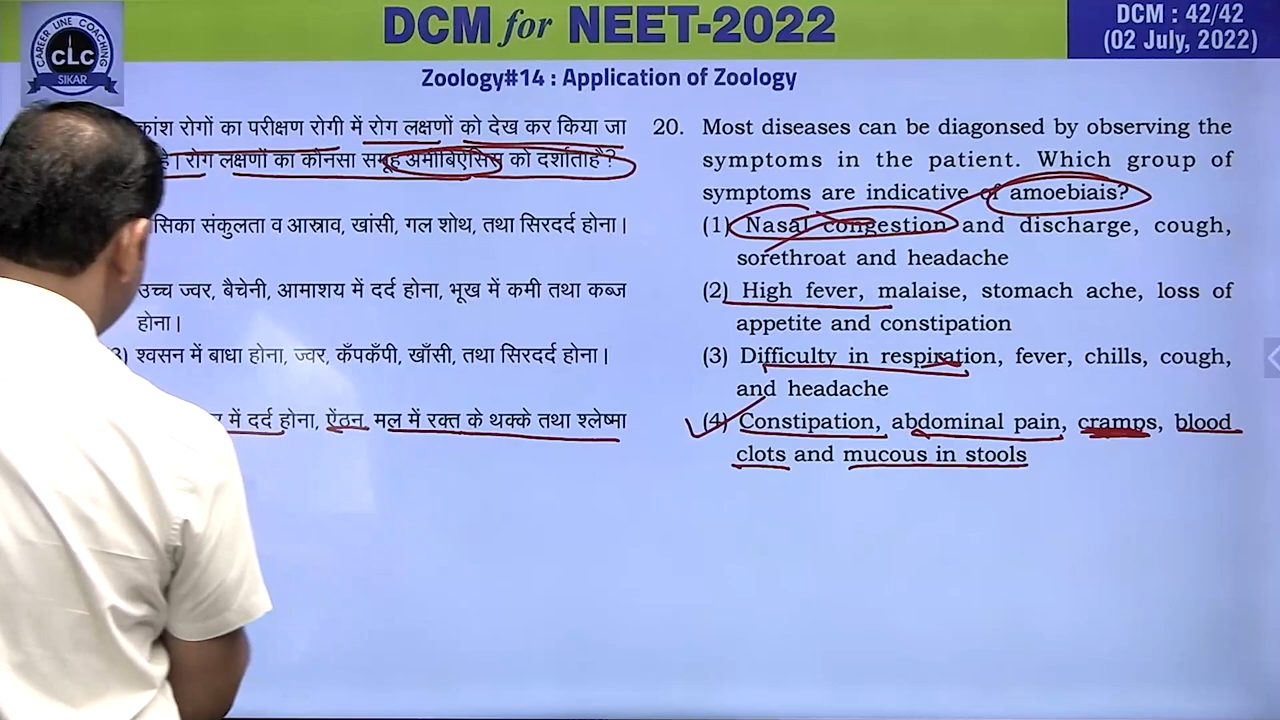 DCM for NEET-2022
DCM : 42/42
(02 July, 2022)
CAREER LINE COACHING
CLC
SIKAR
Zoology#14 : Application of Zoology
रोगों का परीक्षण रोगी में रोग लक्षणों को देख कर किया जा
है। रोग लक्षणों का कौनसा समूह अमीबिएसिस को दर्शाताहै?
संकुलता व आस्त्राव, खांसी, गल शोथ, तथा सिरदर्द होना।
उच्च ज्वर, बैचेनी, आमाशय में दर्द होना, भूख में कमी तथा कब्ज
होना।
श्वसन में बाधा होना, ज्वर, कँपकँपी, खाँसी, तथा सिरदर्द होना।
में दर्द होना, ऐंठन, मल में रक्त के थक्के तथा श्लेष्मा
20. Most diseases can be diagonsed by observing the
symptoms in the patient. Which group of
symptoms are indicative of amoebiais?
(1) Nasal congestion and discharge, cough,
sorethroat and headache
(2) High fever, malaise, stomach ache, loss of
appetite and constipation
(3) Difficulty in respiration, fever, chills, cough,
and headache
(4) Constipation, abdominal pain, cramps, blood
clots and mucous in stools